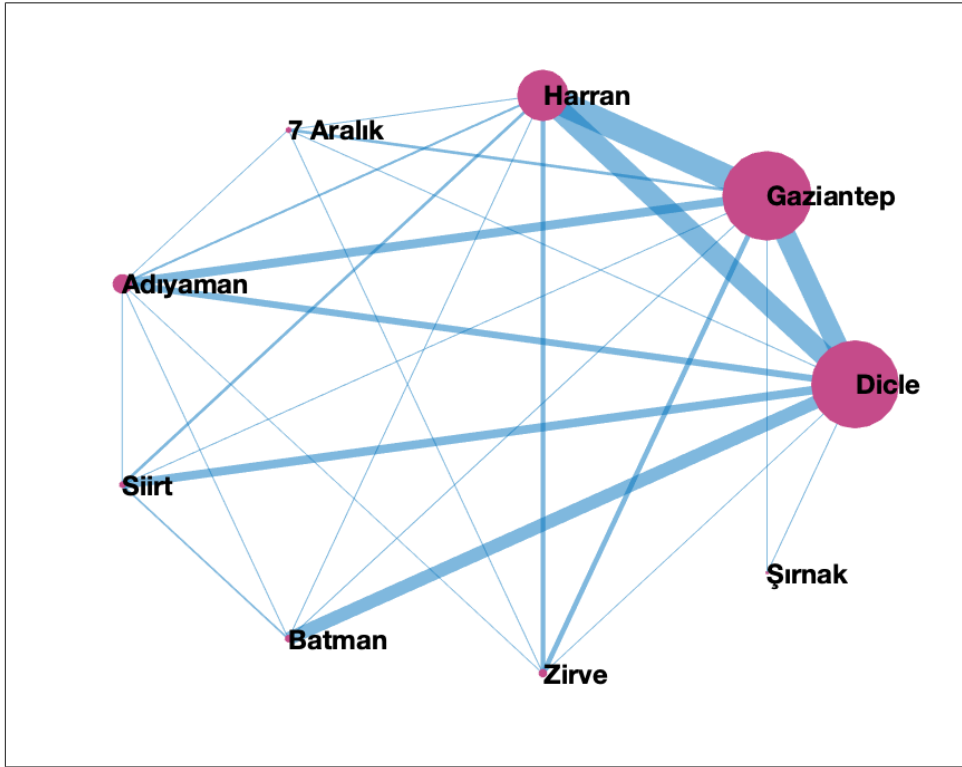 Harran
7 Aralık
Gaziantep
Adıyaman
Dicle
Siirt
Şırnak
Batman
Zirve